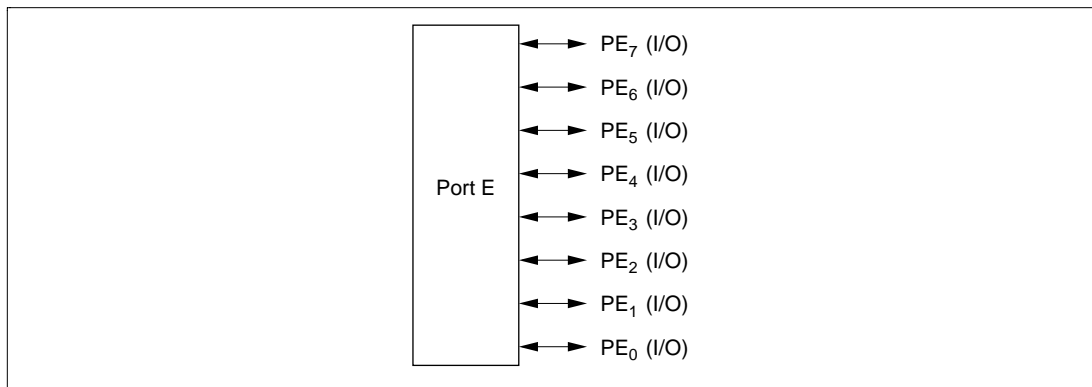 PE₇ (I/O)
PE₆ (I/O)
PE₅ (I/O)
PE₄ (I/O)
Port E
PE₃ (I/O)
PE₂ (I/O)
PE₁ (I/O)
PE₀ (I/O)